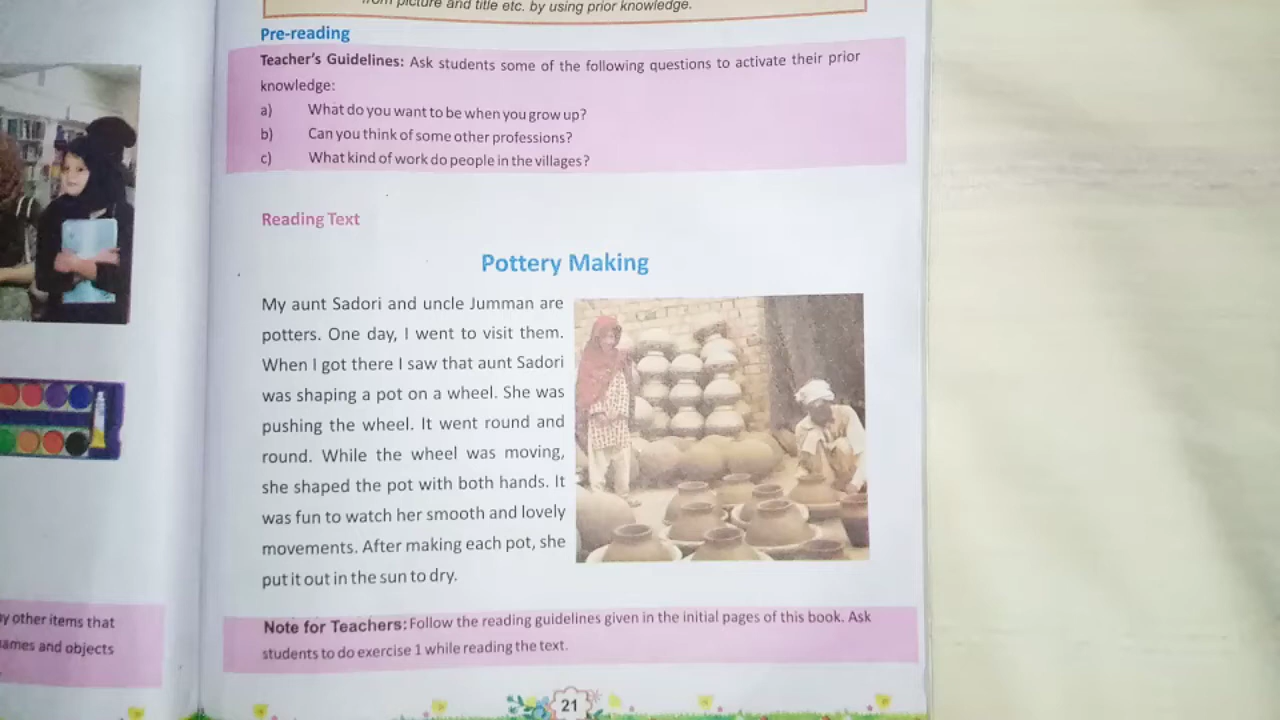 from picture and title etc. by using prior knowledge.
Pre-reading
Teacher's Guidelines: Ask students some of the following questions to activate their prior
knowledge:
a) What do you want to be when you grow up?
b) Can you think of some other professions?
c) What kind of work do people in the villages?
Reading Text
Pottery Making
My aunt Sadori and uncle Jumman are
potters. One day, I went to visit them.
When I got there I saw that aunt Sadori
was shaping a pot on a wheel. She was
pushing the wheel. It went round and
round. While the wheel was moving,
she shaped the pot with both hands. It
was fun to watch her smooth and lovely
movements. After making each pot, she
put it out in the sun to dry.
Note for Teachers: Follow the reading guidelines given in the initial pages of this book. Ask
students to do exercise 1 while reading the text.
21
other items that
and objects